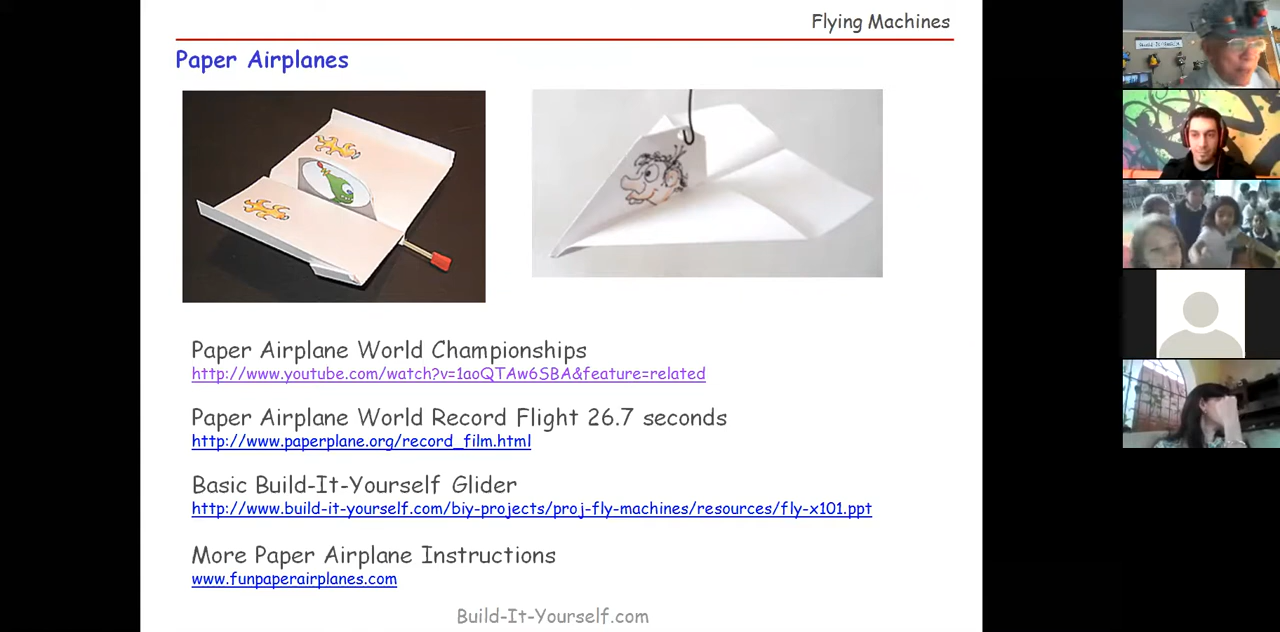 Flying Machines
Paper Airplanes
Paper Airplane World Championships
http://www.youtube.com/watch?v=1aoQTAw6SBA&feature=related
Paper Airplane World Record Flight 26.7 seconds
http://www.paperplane.org/record_film.html
Basic Build-It-Yourself Glider
http://www.build-it-yourself.com/biy-projects/proj-fly-machines/resources/fly-x101.ppt
More Paper Airplane Instructions
www.funpaperairplanes.com
Build-It-Yourself.com